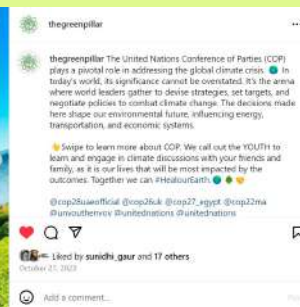 thegreenpillar
thegreenpillar The United Nations Conference of Parties (COP)
plays a pivotal role in addressing the global climate crisis. 🌍 In
today's world, its significance cannot be overstated. It's the arena
where world leaders gather to devise strategies, set targets, and
negotiate policies to combat climate change. The decisions made
here shape our environmental future, influencing energy,
transportation, and economic systems.
👋Swipe to learn more about COP. We call out the YOUTH to
learn and engage in climate discussions with your friends and
family, as it is our lives that will be most impacted by the
outcomes. Together we can #HealourEarth
@cop28uaeofficial @cop26uk @cop27_egypt @cop22ma
@unyouthenvoy @unitednations @unitednations
Liked by sunidhi_gaur and 17 others
October 21, 2023
Add a comment...